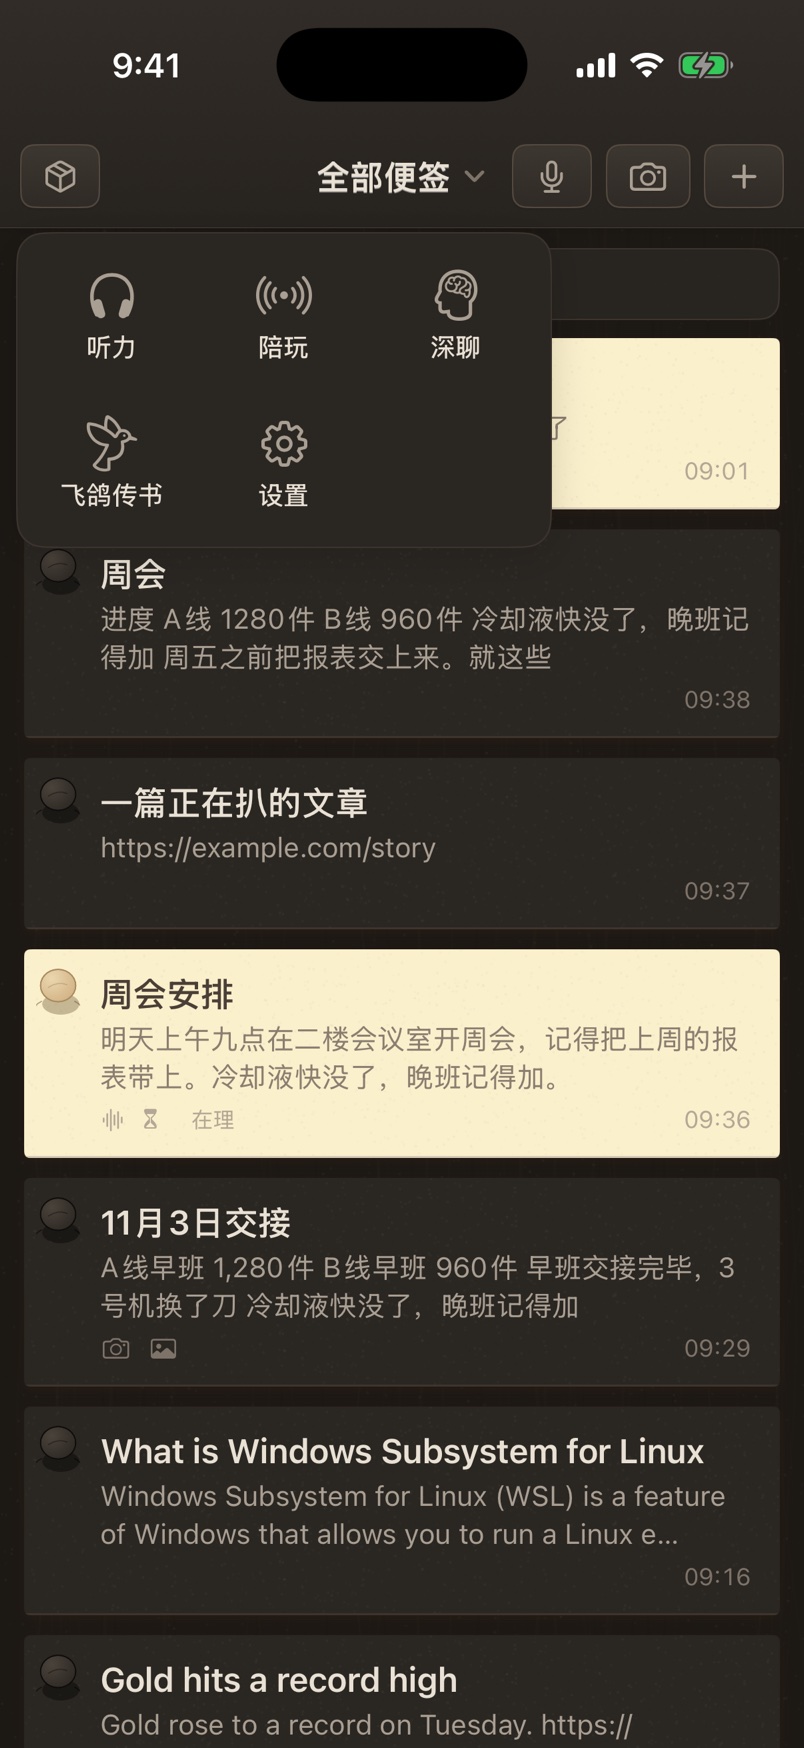 9:41
全部便签
听力
陪玩
深聊
飞鸽传书
设置
09:01
周会
进度 A线 1280件 B线 960件 冷却液快没了，晚班记
得加 周五之前把报表交上来。就这些
09:38
一篇正在扒的文章
https://example.com/story
09:37
周会安排
明天上午九点在二楼会议室开周会，记得把上周的报
表带上。冷却液快没了，晚班记得加。
在理
09:36
11月3日交接
A线早班 1,280件 B线早班 960件 早班交接完毕，3
号机换了刀 冷却液快没了，晚班记得加
09:29
What is Windows Subsystem for Linux
Windows Subsystem for Linux (WSL) is a feature
of Windows that allows you to run a Linux e...
09:16
Gold hits a record high
Gold rose to a record on Tuesday. https://